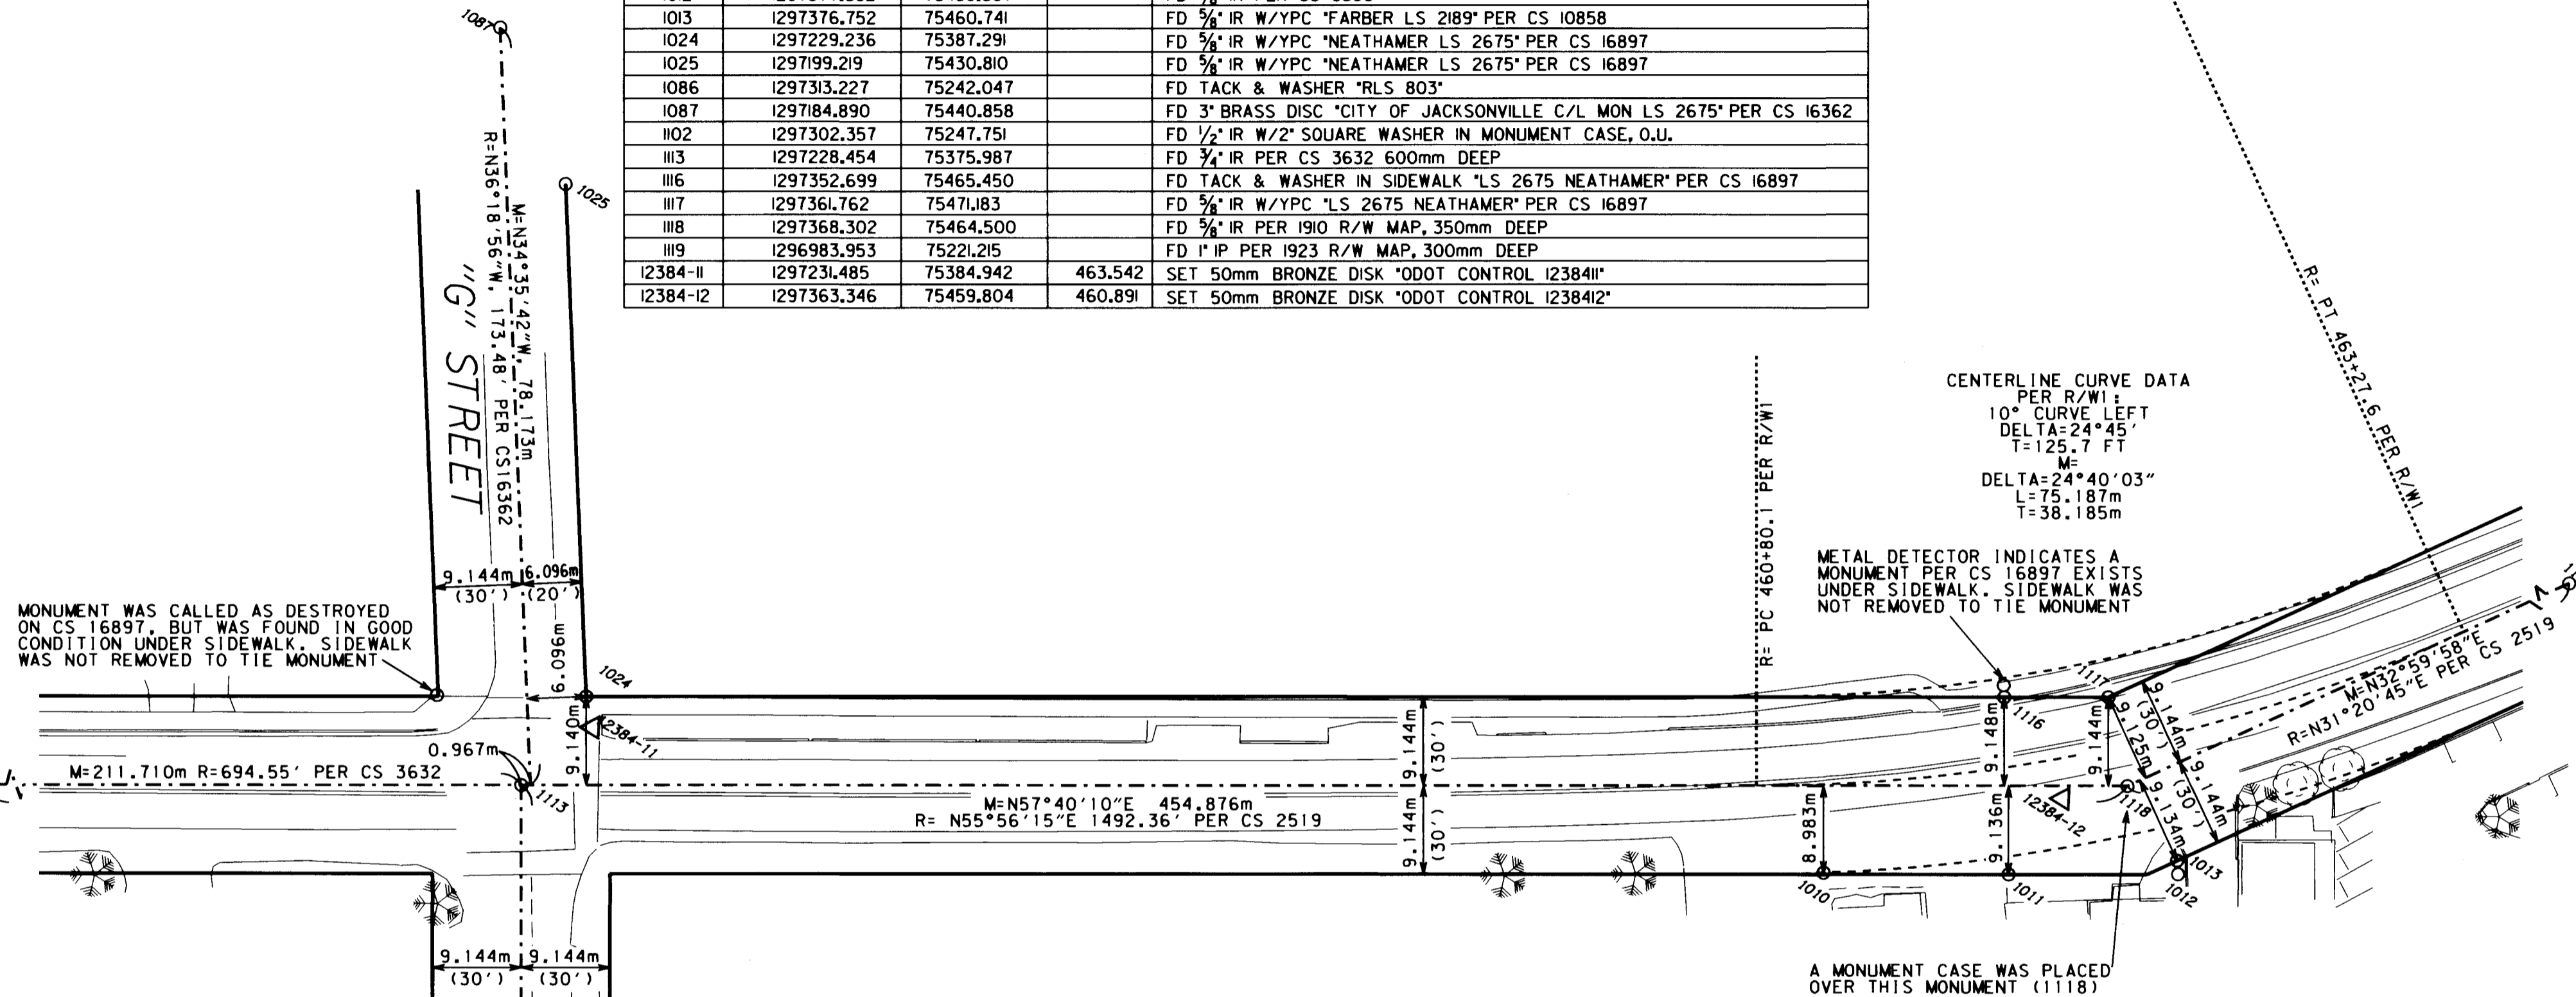 1013 1297376.752 75460.741 FD 5/8" IR W/YPC "FARBER LS 2189" PER CS 10858
1024 1297229.236 75387.291 FD 5/8" IR W/YPC "NEATHAMER LS 2675" PER CS 16897
1025 1297199.219 75430.810 FD 5/8" IR W/YPC "NEATHAMER LS 2675" PER CS 16897
1086 1297313.227 75242.047 FD TACK & WASHER "RLS 803"
1087 1297184.890 75440.858 FD 3" BRASS DISC "CITY OF JACKSONVILLE C/L MON LS 2675" PER CS 16362
1102 1297302.357 75247.751 FD 1/2" IR W/2" SQUARE WASHER IN MONUMENT CASE, O.U.
1113 1297228.454 75375.987 FD 3/4" IR PER CS 3632 600mm DEEP
1116 1297352.699 75465.450 FD TACK & WASHER IN SIDEWALK "LS 2675 NEATHAMER" PER CS 16897
1117 1297361.762 75471.183 FD 5/8" IR W/YPC "LS 2675 NEATHAMER" PER CS 16897
1118 1297368.302 75464.500 FD 5/8" IR PER 1910 R/W MAP, 350mm DEEP
1119 1296983.953 75221.215 FD 1" IP PER 1923 R/W MAP, 300mm DEEP
12384-11 1297231.485 75384.942 463.542 SET 50mm BRONZE DISK "ODOT CONTROL 1238411"
12384-12 1297363.346 75459.804 460.891 SET 50mm BRONZE DISK "ODOT CONTROL 1238412"
1087
1025
M=N34°35'42"W, 78.173m
R=N36°18'56"W, 173.48' PER CS16362
"G" STREET
9.144m
(30')
6.096m
(20')
6.096m
MONUMENT WAS CALLED AS DESTROYED
ON CS 16897, BUT WAS FOUND IN GOOD
CONDITION UNDER SIDEWALK. SIDEWALK
WAS NOT REMOVED TO TIE MONUMENT
1024
9.140m
12384-11
0.967m
M=211.710m R=694.55' PER CS 3632
1113
9.144m
(30')
9.144m
(30')
9.144m
(30')
9.144m
(30')
M=N57°40'10"E 454.876m
R= N55°56'15"E 1492.36' PER CS 2519
R= PC 460+80.1 PER R/W1
CENTERLINE CURVE DATA
PER R/W1:
10° CURVE LEFT
DELTA=24°45'
T=125.7 FT
M=
DELTA=24°40'03"
L=75.187m
T=38.185m
R= PT 463+27.6 PER R/W1
METAL DETECTOR INDICATES A
MONUMENT PER CS 16897 EXISTS
UNDER SIDEWALK. SIDEWALK WAS
NOT REMOVED TO TIE MONUMENT
1116
1117
9.148m
9.144m
9.144m
(30')
9.125m
9.144m
(30')
9.134m
M=N32°59'58"E
R=N31°20'45"E PER CS 2519
8.983m
9.136m
12384-12
1118
1010
1011
1013
1012
A MONUMENT CASE WAS PLACED
OVER THIS MONUMENT (1118)